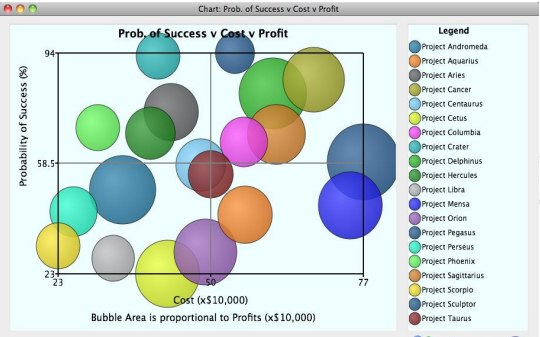 Chart: Prob. of Success v Cost v Profit
Prob. of Success v Cost v Profit
94
58.5
23
Probability of Success (%)
23
50
77
Cost (x$10,000)
Bubble Area is proportional to Profits (x$10,000)
Legend
Project Andromeda
Project Aquarius
Project Aries
Project Cancer
Project Centaurus
Project Cetus
Project Columbia
Project Crater
Project Delphinus
Project Hercules
Project Libra
Project Mensa
Project Orion
Project Pegasus
Project Perseus
Project Phoenix
Project Sagittarius
Project Scorpio
Project Sculptor
Project Taurus